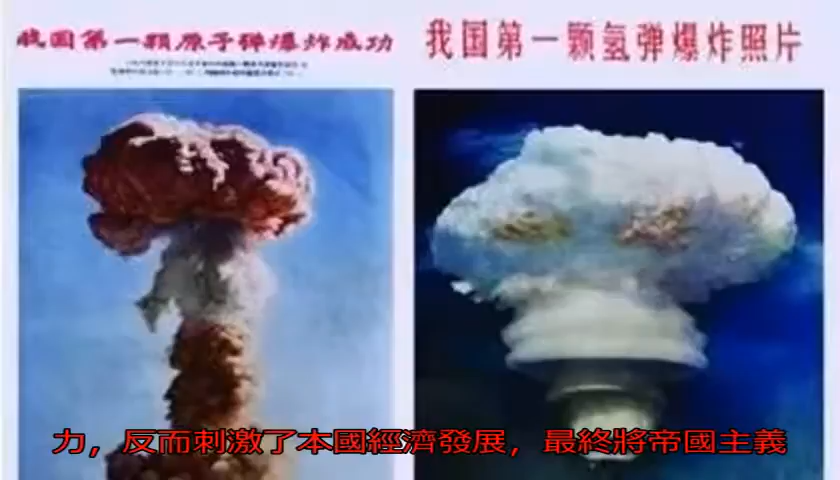 我国第一颗原子弹爆炸成功
我国第一颗氢弹爆炸照片
力，反而刺激了本國經濟發展，最終將帝國主義